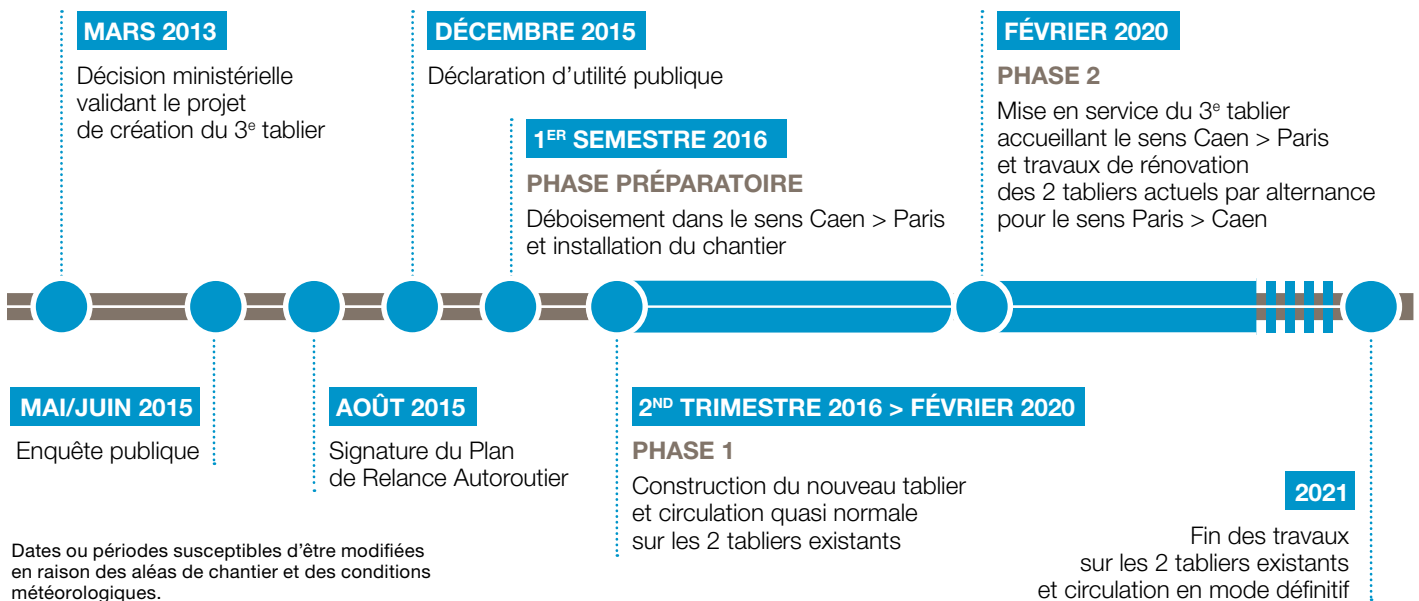 MARS 2013
Décision ministérielle
validant le projet
de création du 3e tablier
DÉCEMBRE 2015
Déclaration d'utilité publique
1ER SEMESTRE 2016
PHASE PRÉPARATOIRE
Déboisement dans le sens Caen > Paris
et installation du chantier
FÉVRIER 2020
PHASE 2
Mise en service du 3e tablier
accueillant le sens Caen > Paris
et travaux de rénovation
des 2 tabliers actuels par alternance
pour le sens Paris > Caen
MAI/JUIN 2015
Enquête publique
AOÛT 2015
Signature du Plan
de Relance Autoroutier
2ND TRIMESTRE 2016 > FÉVRIER 2020
PHASE 1
Construction du nouveau tablier
et circulation quasi normale
sur les 2 tabliers existants
2021
Fin des travaux
sur les 2 tabliers existants
et circulation en mode définitif
Dates ou périodes susceptibles d'être modifiées
en raison des aléas de chantier et des conditions
météorologiques.